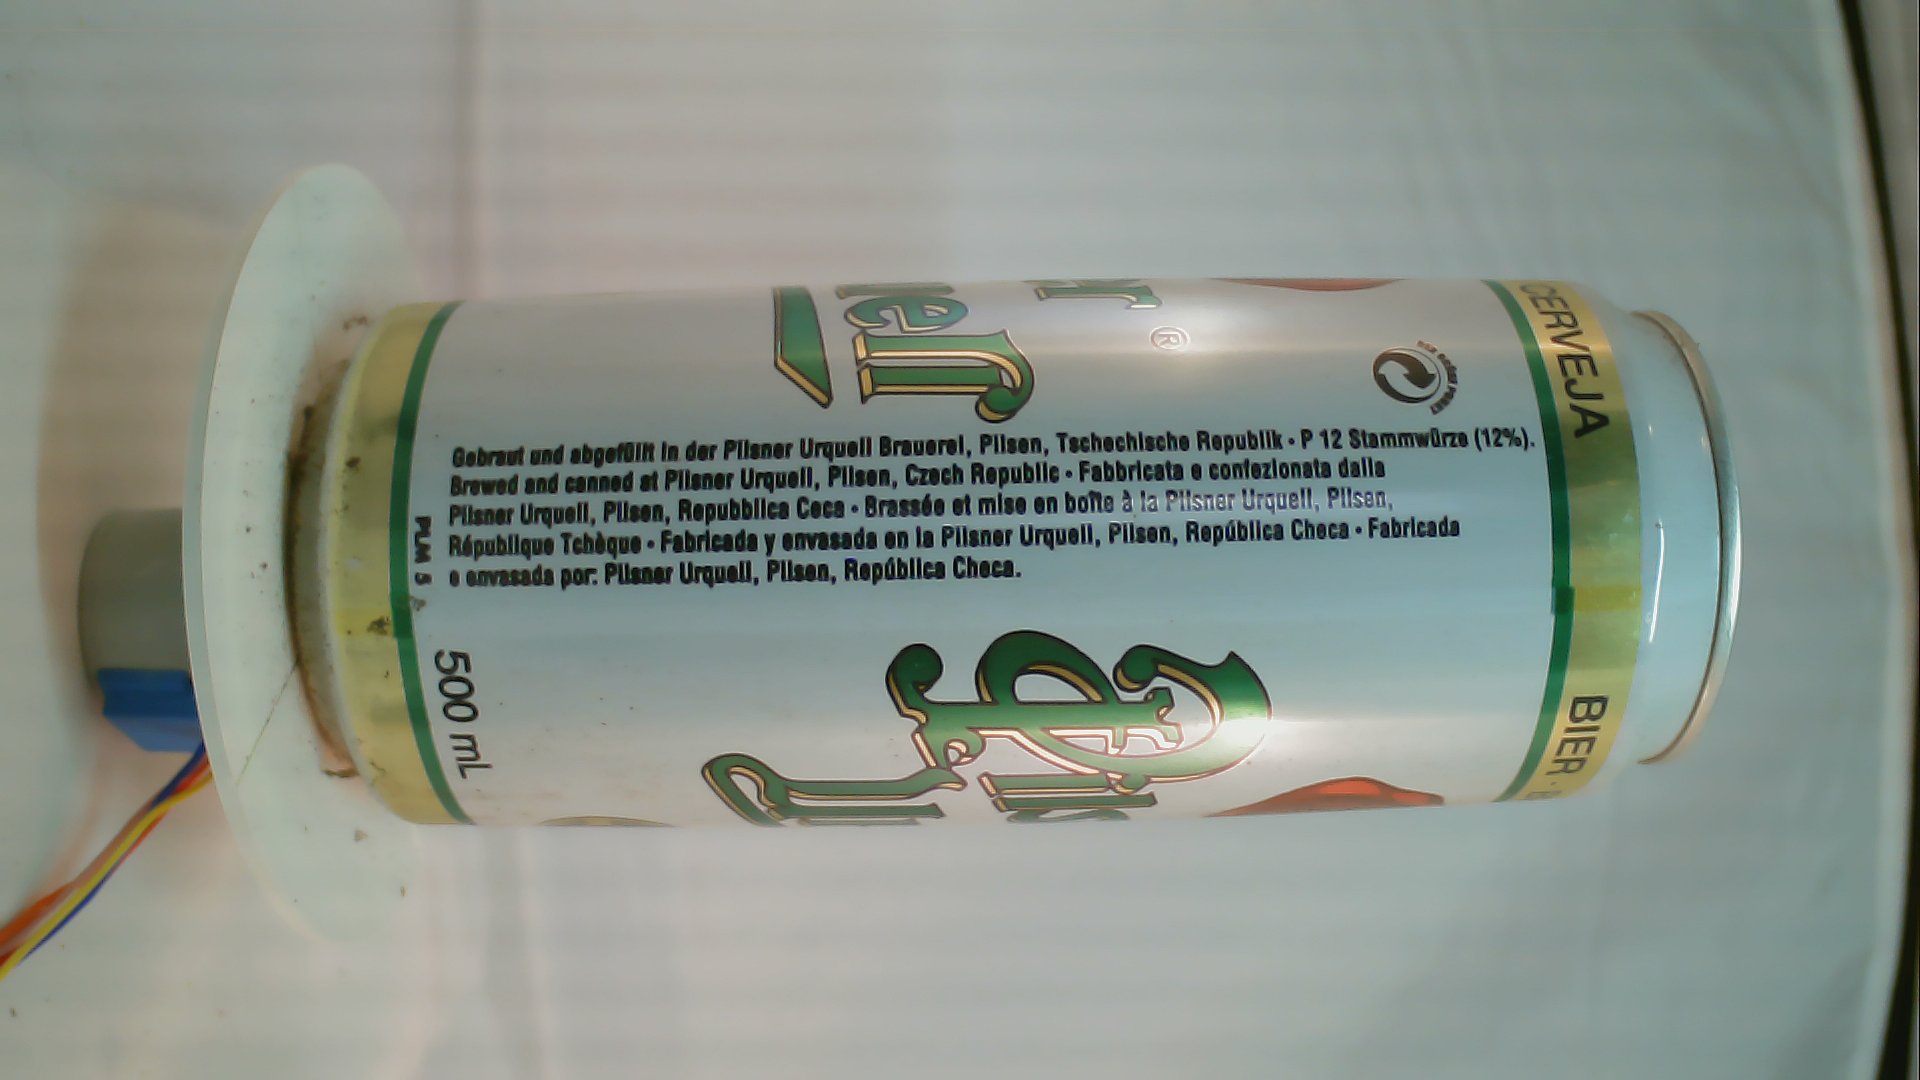 Gebraut und abgefüllt in der Pilsner Urquell Brauerei, Pilsen, Tschechische Republik • P 12 Stammwürze (12%).
Brewed and canned at Pilsner Urquell, Pilsen, Czech Republic • Fabbricata e confezionata dalla
Pilsner Urquell, Pilsen, Repubblica Ceca • Brassée et mise en boîte à la Pilsner Urquell, Pilsen,
République Tchèque • Fabricada y envasada en la Pilsner Urquell, Pilsen, República Checa • Fabricada
e envasada por: Pilsner Urquell, Pilsen, República Checa.
PLM 5
500 mL
CERVEJA
BIER
®